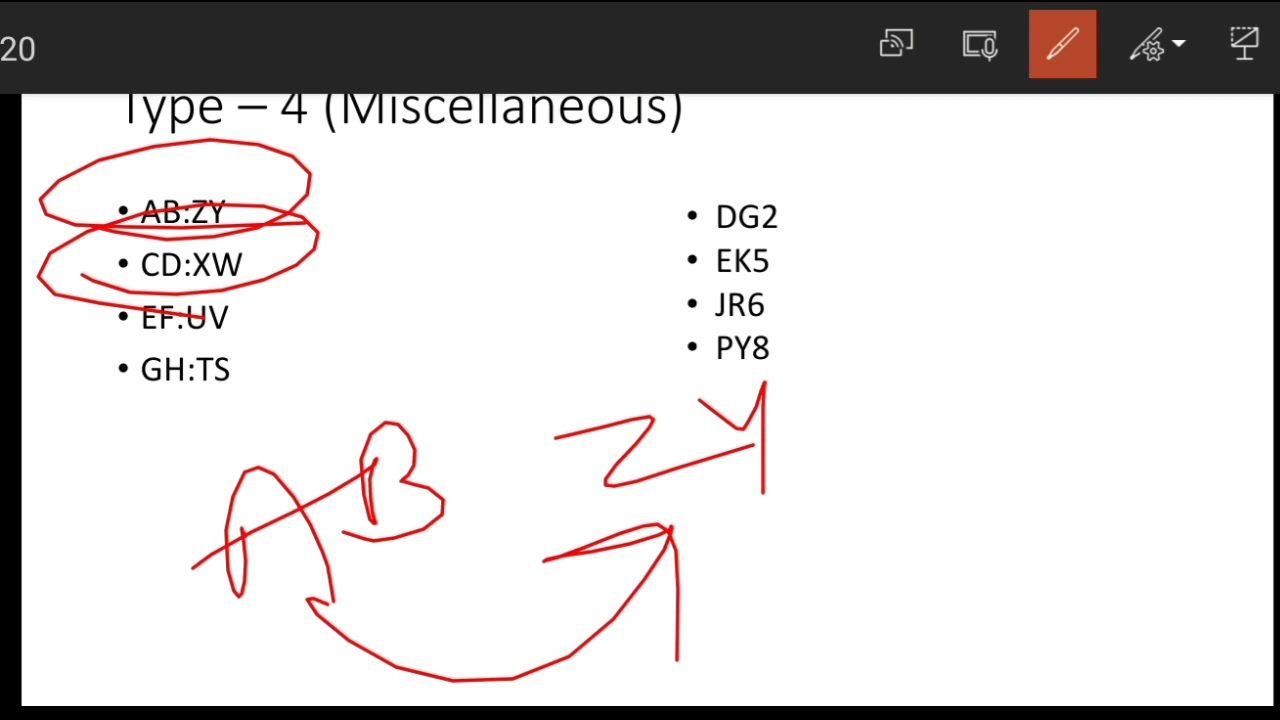 20
Type – 4 (Miscellaneous)
• AB:ZY
• CD:XW
• EF:UV
• GH:TS
• DG2
• EK5
• JR6
• PY8
AB ZY